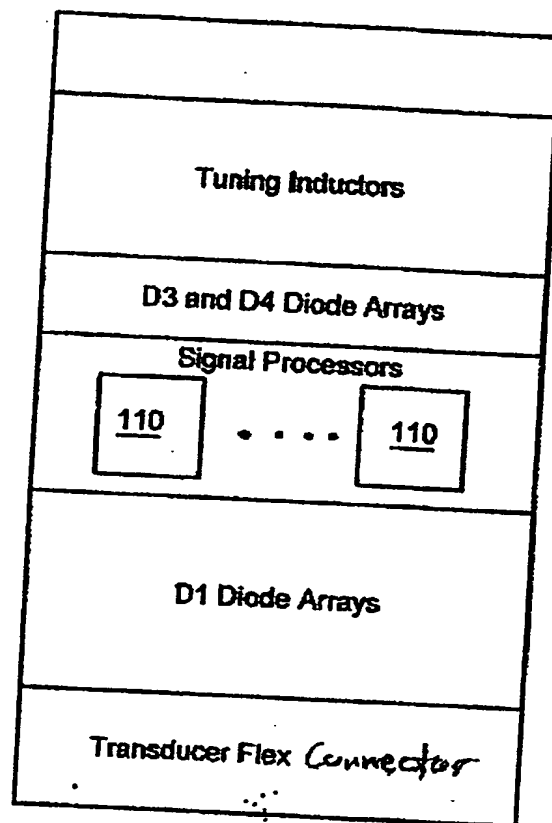 Tuning Inductors
D3 and D4 Diode Arrays
Signal Processors
110 . . . . 110
D1 Diode Arrays
Transducer Flex Connector